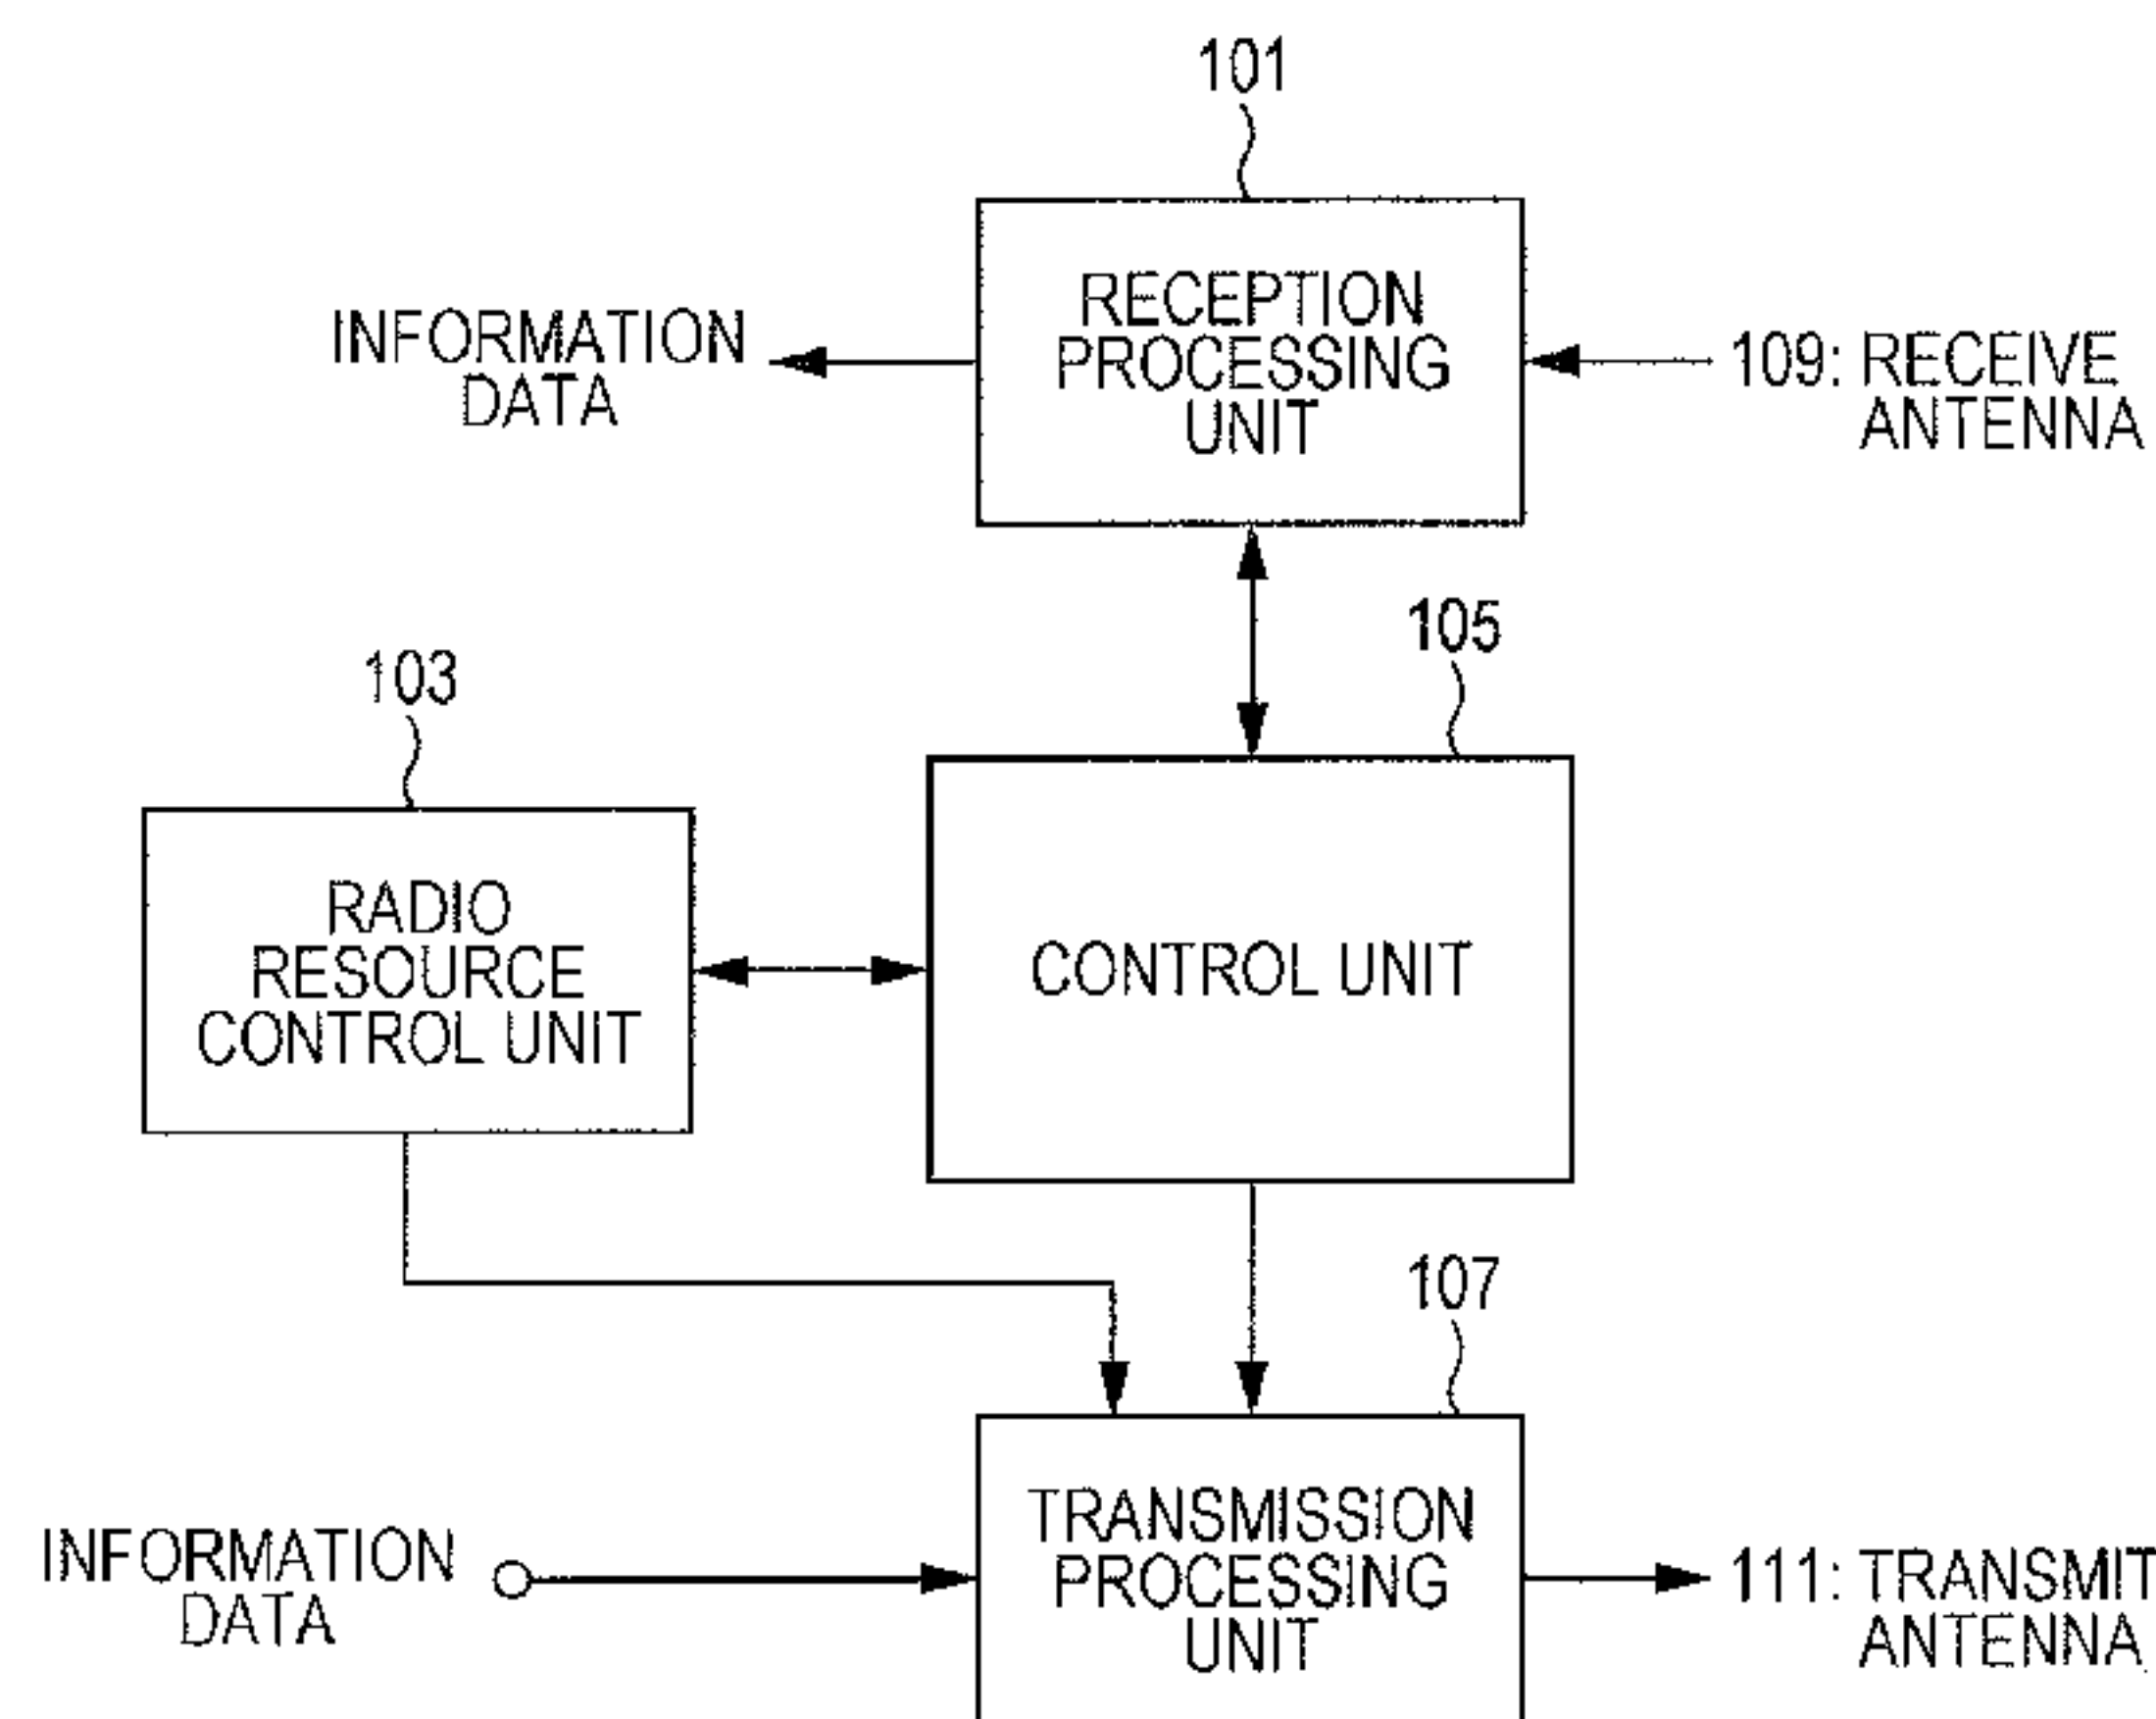 101
RECEPTION
PROCESSING
UNIT
INFORMATION
DATA
109: RECEIVE
ANTENNA
105
103
RADIO
RESOURCE
CONTROL UNIT
CONTROL UNIT
107
TRANSMISSION
PROCESSING
UNIT
INFORMATION
DATA
111: TRANSMIT
ANTENNA